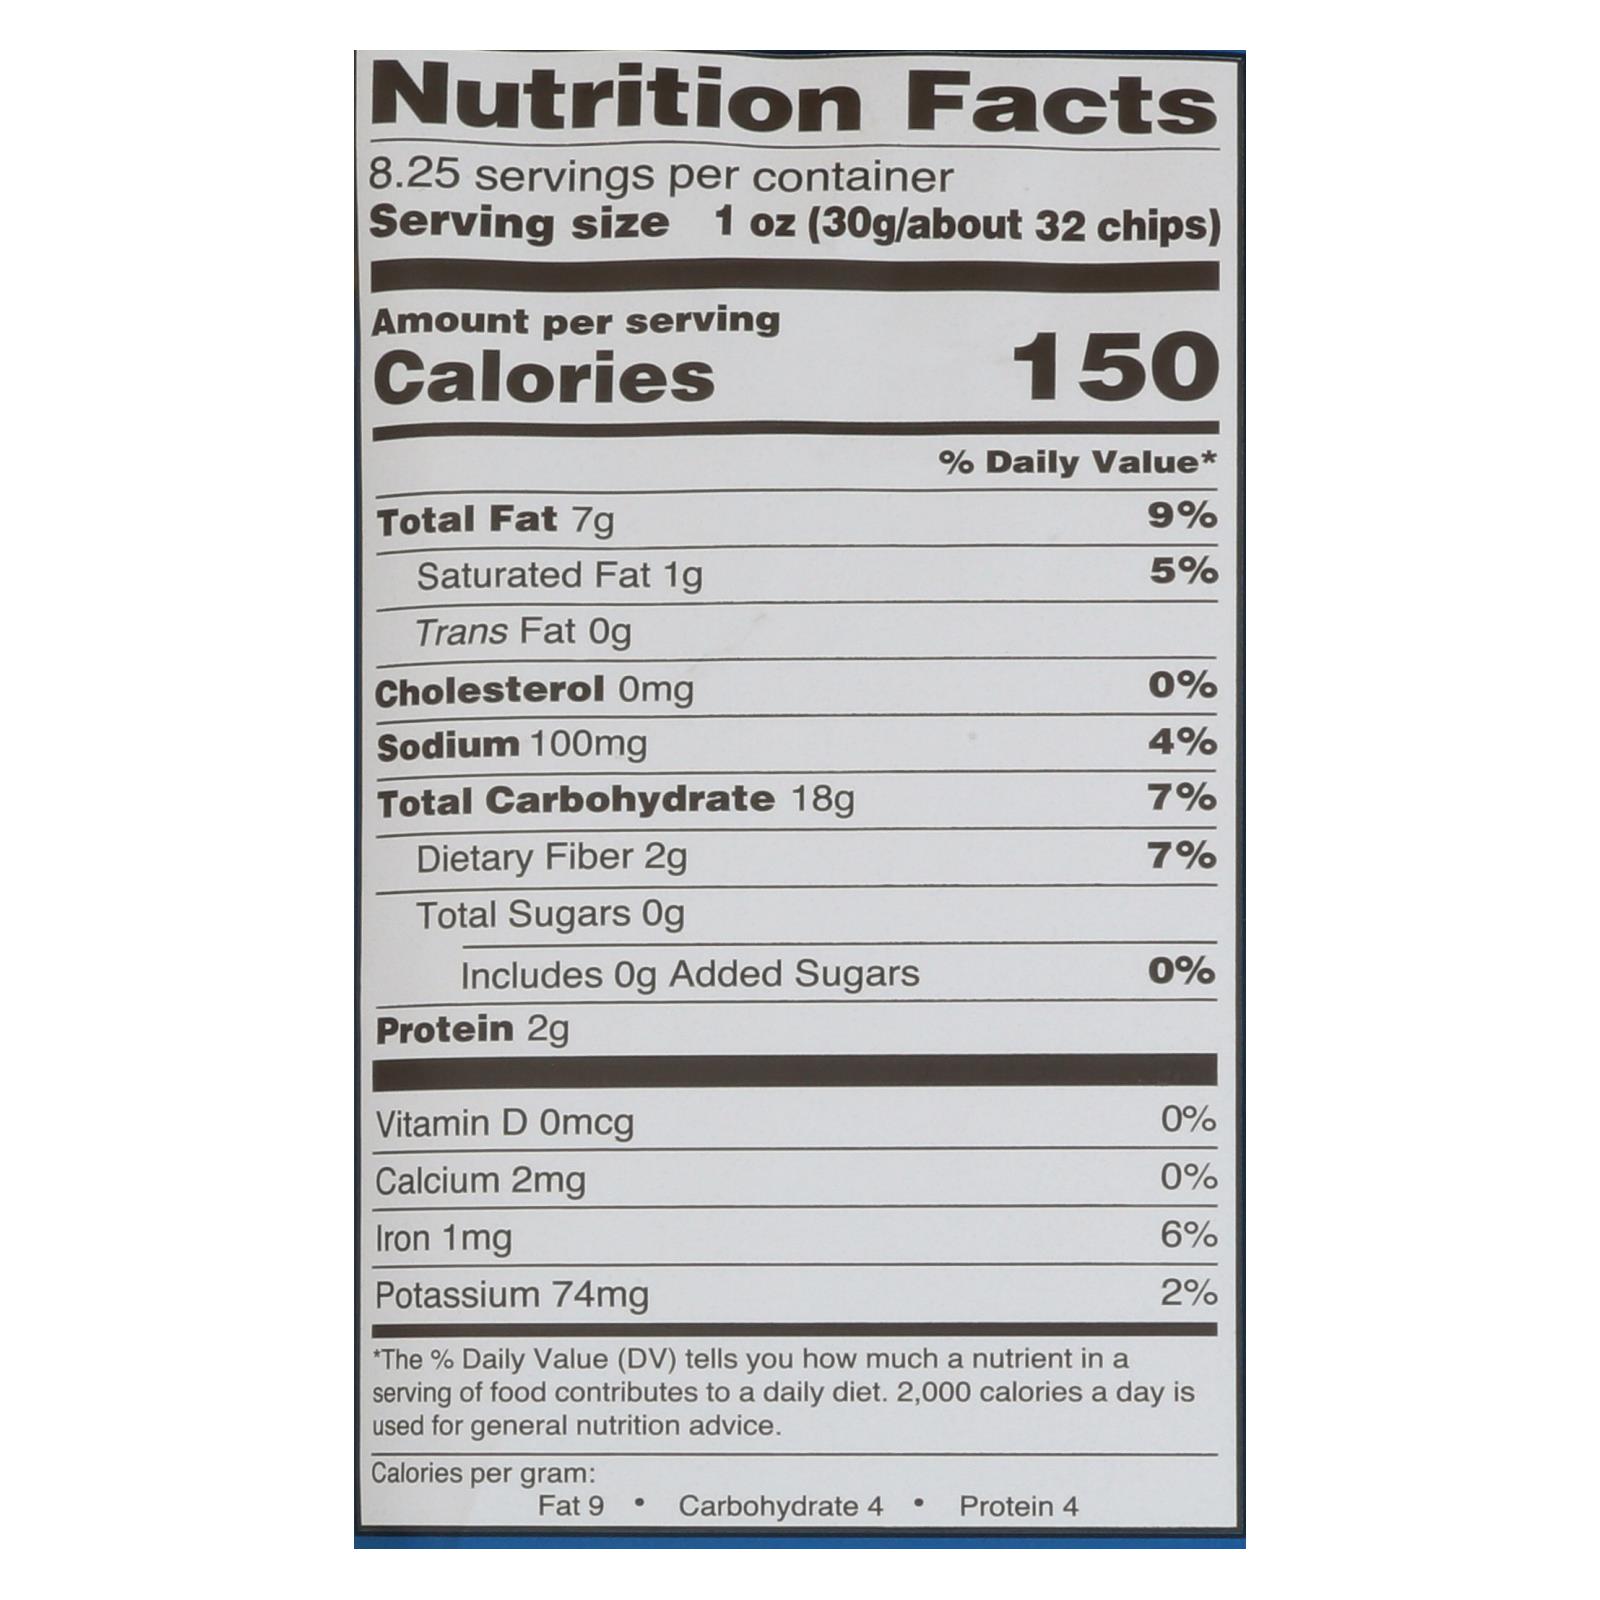 Nutrition Facts
8.25 servings per container
Serving size 1 oz (30g/about 32 chips)
Amount per serving
Calories 150
% Daily Value*
Total Fat 7g 9%
Saturated Fat 1g 5%
Trans Fat 0g
Cholesterol 0mg 0%
Sodium 100mg 4%
Total Carbohydrate 18g 7%
Dietary Fiber 2g 7%
Total Sugars 0g
Includes 0g Added Sugars 0%
Protein 2g
Vitamin D 0mcg 0%
Calcium 2mg 0%
Iron 1mg 6%
Potassium 74mg 2%
*The % Daily Value (DV) tells you how much a nutrient in a
serving of food contributes to a daily diet. 2,000 calories a day is
used for general nutrition advice.
Calories per gram:
Fat 9 • Carbohydrate 4 • Protein 4